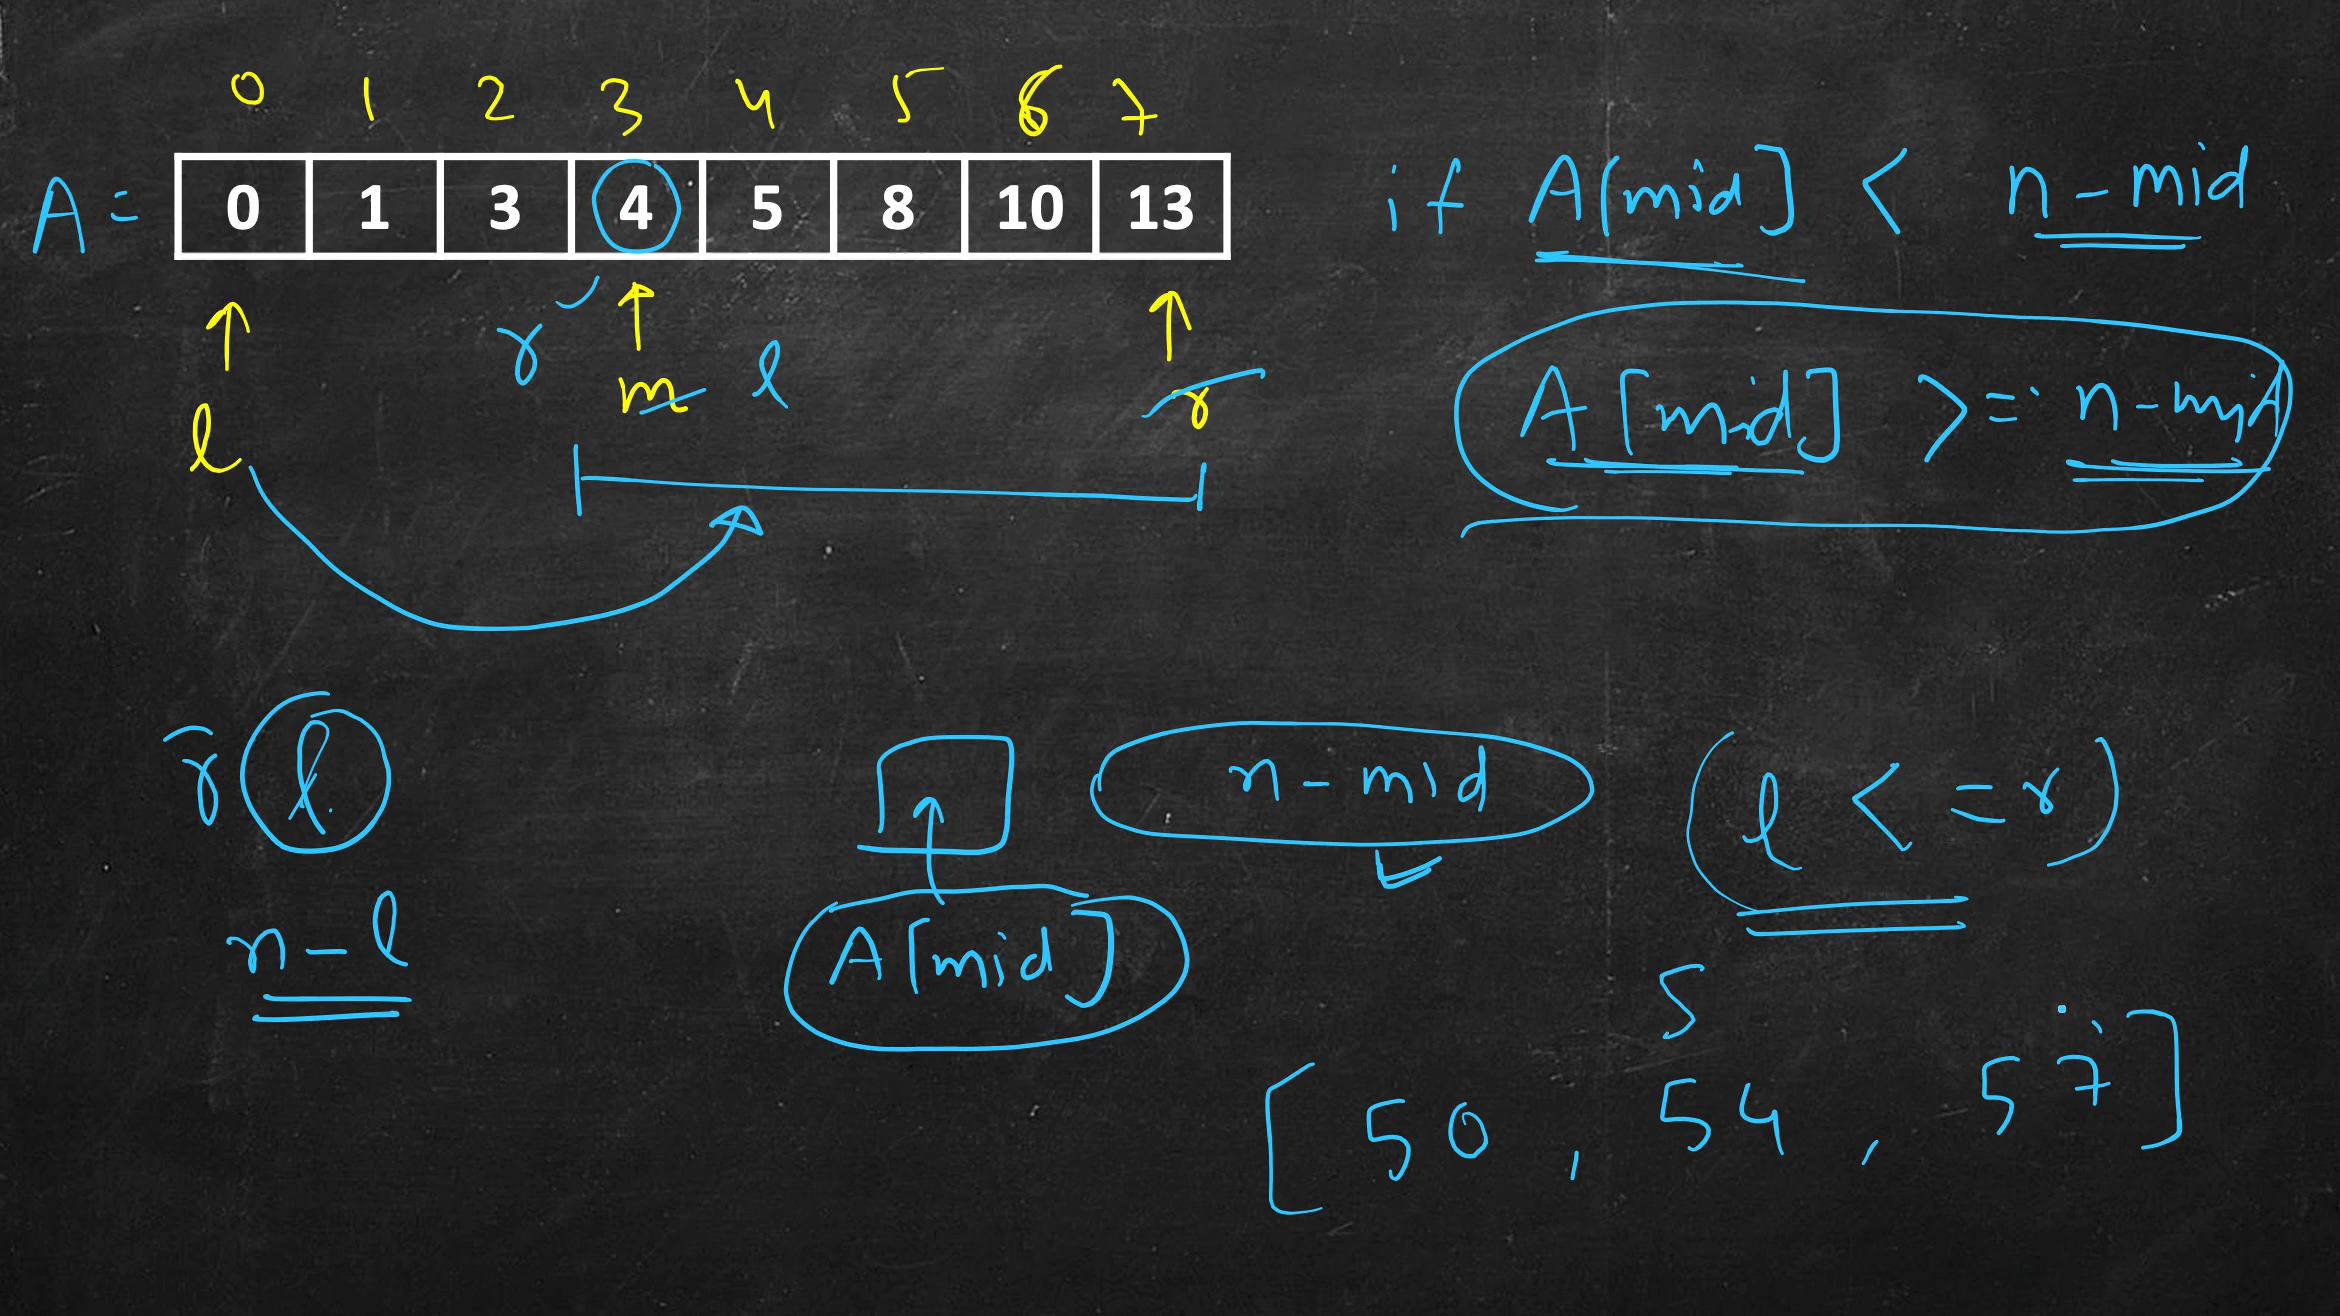 0 1 2 3 4 5 6 7
A = 0 1 3 4 5 8 10 13
if A[mid] < n - mid
r m l r
l
A[mid] >= n - mid
r l
n - mid
(l <= r)
n - l
A[mid]
5
[50, 54, 57]